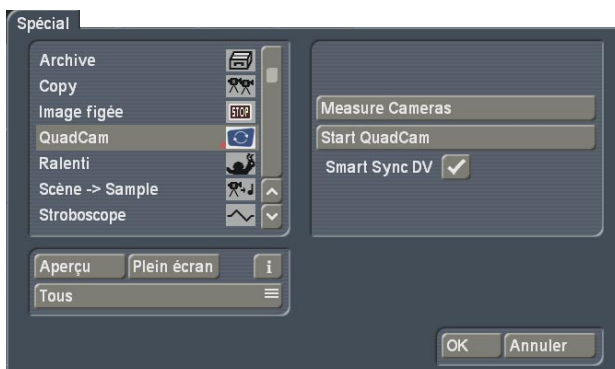 Spécial
Archive
Copy
Image figée
STOP
QuadCam
Ralenti
Scène -> Sample
Stroboscope
Measure Cameras
Start QuadCam
Smart Sync DV
Aperçu
Plein écran
i
Tous
OK
Annuler